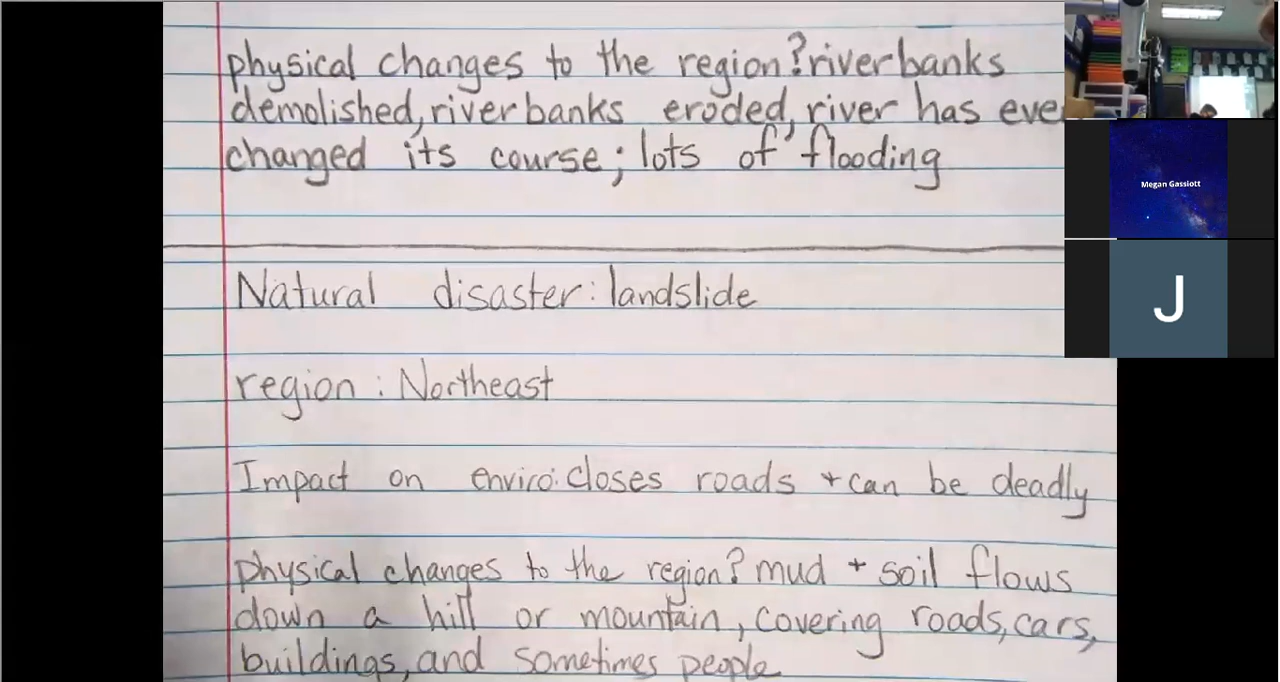 physical changes to the region? riverbanks
demolished, riverbanks eroded, river has eve
changed its course; lots of flooding
Natural disaster: landslide
region: Northeast
Impact on enviro: closes roads + can be deadly
physical changes to the region? mud + soil flows
down a hill or mountain, covering roads, cars,
buildings, and sometimes people
Megan Gassiott
J